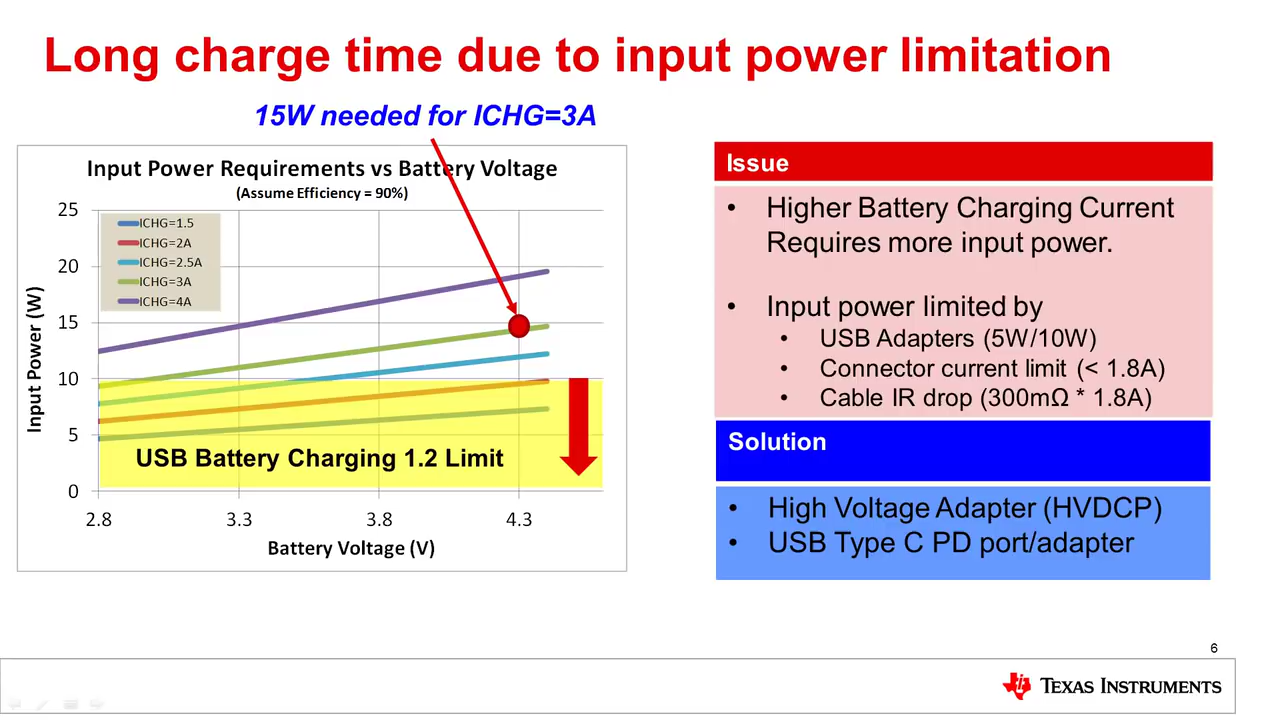 Long charge time due to input power limitation
15W needed for ICHG=3A
Input Power Requirements vs Battery Voltage
(Assume Efficiency = 90%)
25
20
15
10
5
0
Input Power (W)
ICHG=1.5
ICHG=2A
ICHG=2.5A
ICHG=3A
ICHG=4A
USB Battery Charging 1.2 Limit
2.8
3.3
3.8
4.3
Battery Voltage (V)
Issue
• Higher Battery Charging Current
Requires more input power.
• Input power limited by
• USB Adapters (5W/10W)
• Connector current limit (< 1.8A)
• Cable IR drop (300mΩ * 1.8A)
Solution
• High Voltage Adapter (HVDCP)
• USB Type C PD port/adapter
6
TEXAS INSTRUMENTS